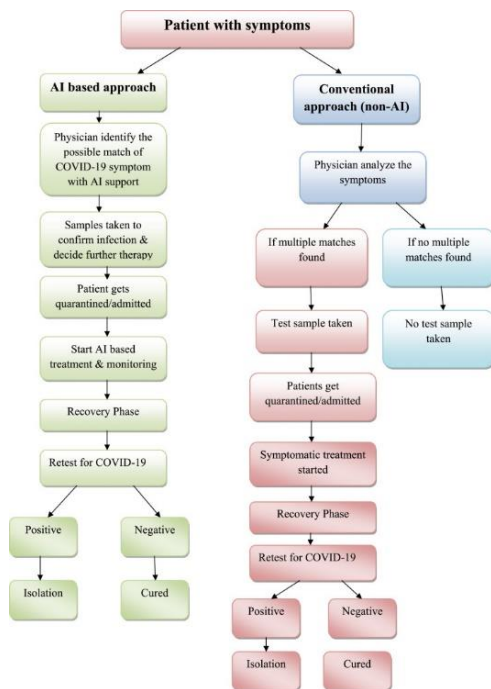 Patient with symptoms
AI based approach
Physician identify the
possible match of
COVID-19 symptom
with AI support
Samples taken to
confirm infection &
decide further therapy
Patient gets
quarantined/admitted
Start AI based
treatment & monitoring
Recovery Phase
Retest for COVID-19
Positive
Negative
Isolation
Cured
Conventional
approach (non-AI)
Physician analyze the
symptoms
If multiple matches
found
If no multiple
matches found
Test sample taken
No test sample
taken
Patients get
quarantined/admitted
Symptomatic treatment
started
Recovery Phase
Retest for COVID-19
Positive
Negative
Isolation
Cured